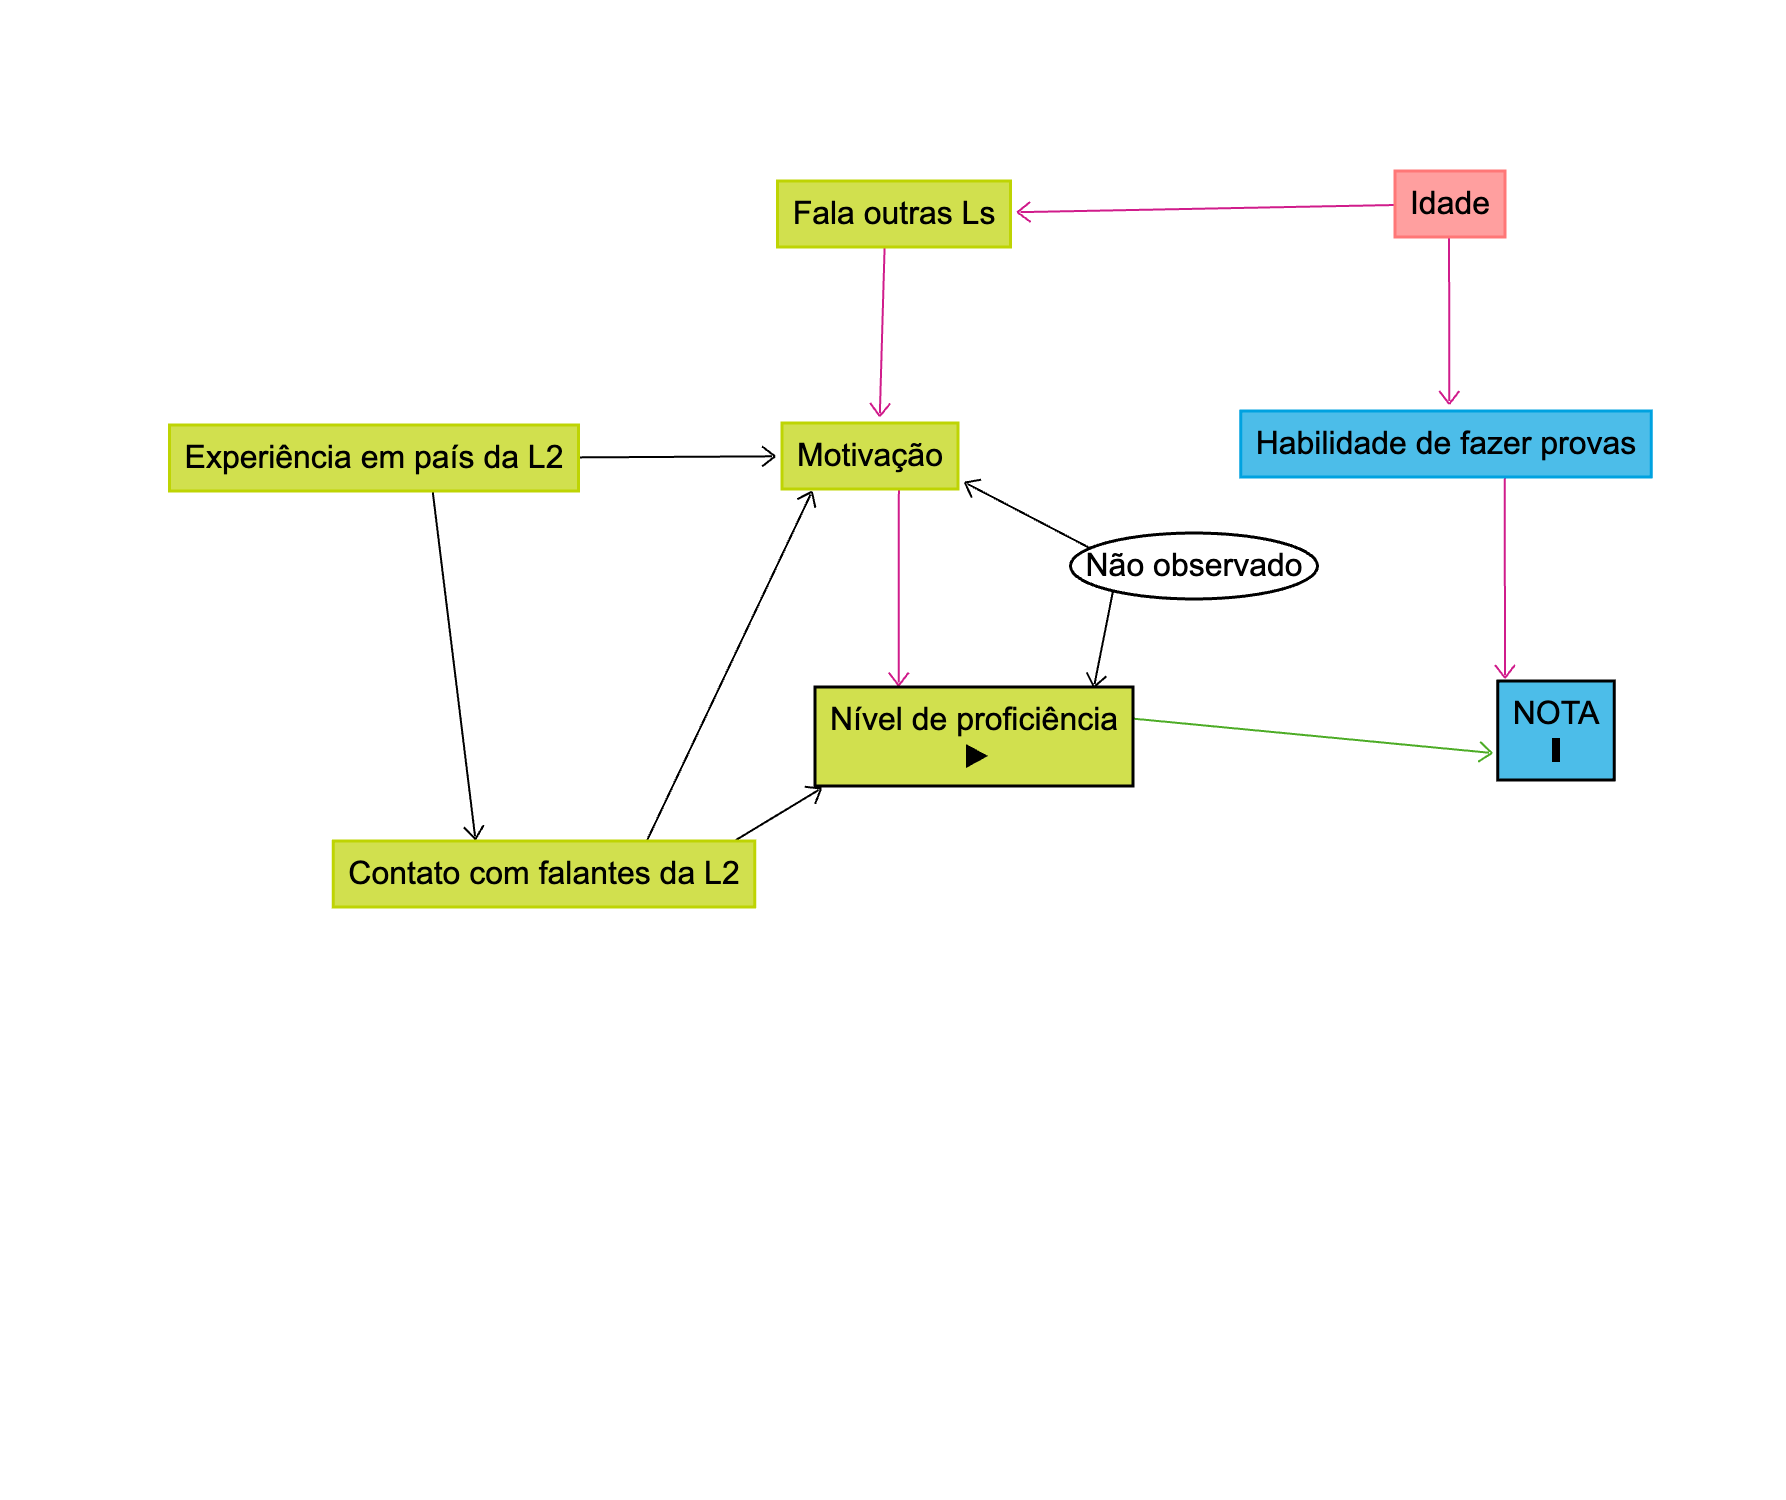 Fala outras Ls
Idade
Experiência em país da L2
Motivação
Habilidade de fazer provas
Não observado
Nível de proficiência
NOTA
Contato com falantes da L2